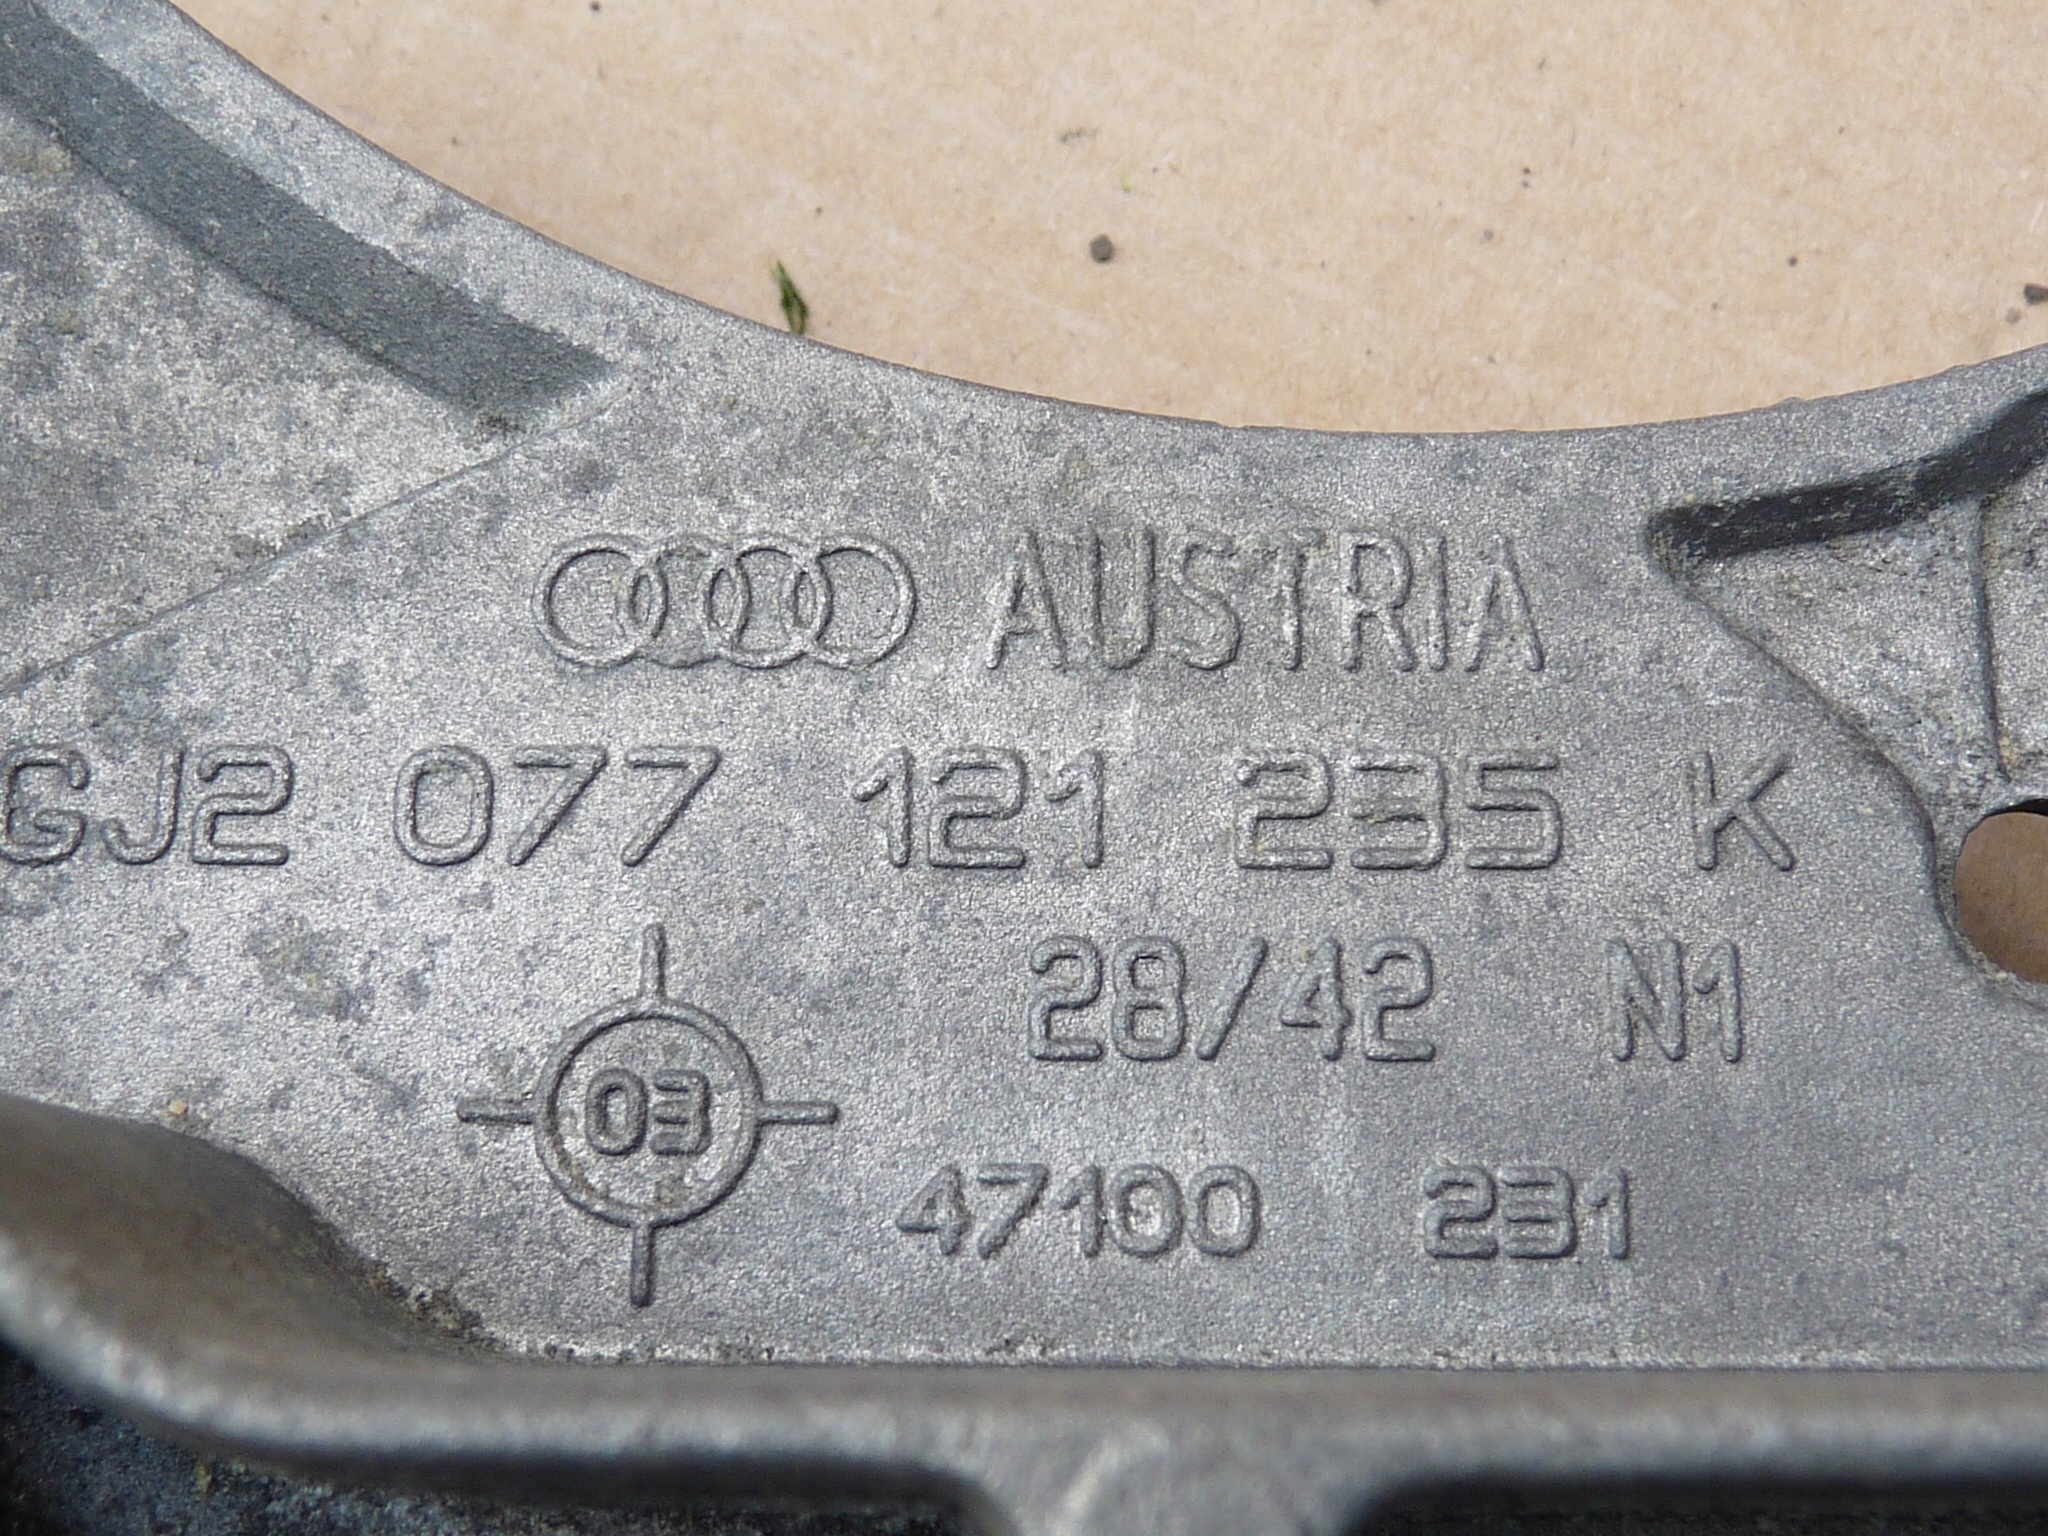 AUSTRIA
GJ2 077 121 235 K
28/42 N1
03
47100 231